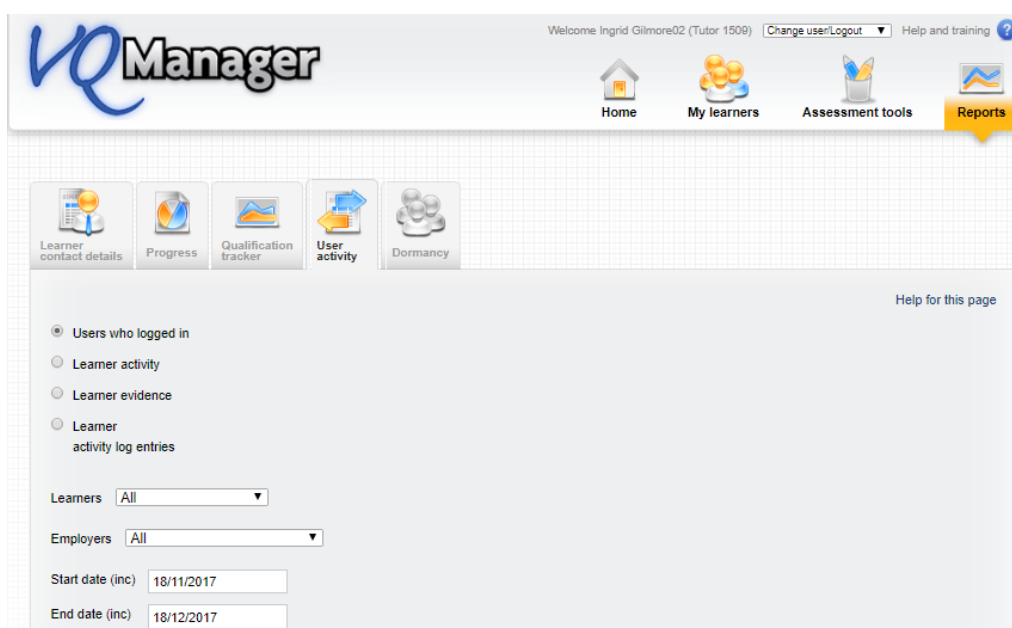 VQManager
Welcome Ingrid Gilmore02 (Tutor 1509) Change user/Logout Help and training ?
Home My learners Assessment tools Reports
Learner
contact details
Progress
Qualification
tracker
User
activity
Dormancy
Help for this page
Users who logged in
Learner activity
Learner evidence
Learner
activity log entries
Learners All
Employers All
Start date (inc) 18/11/2017
End date (inc) 18/12/2017